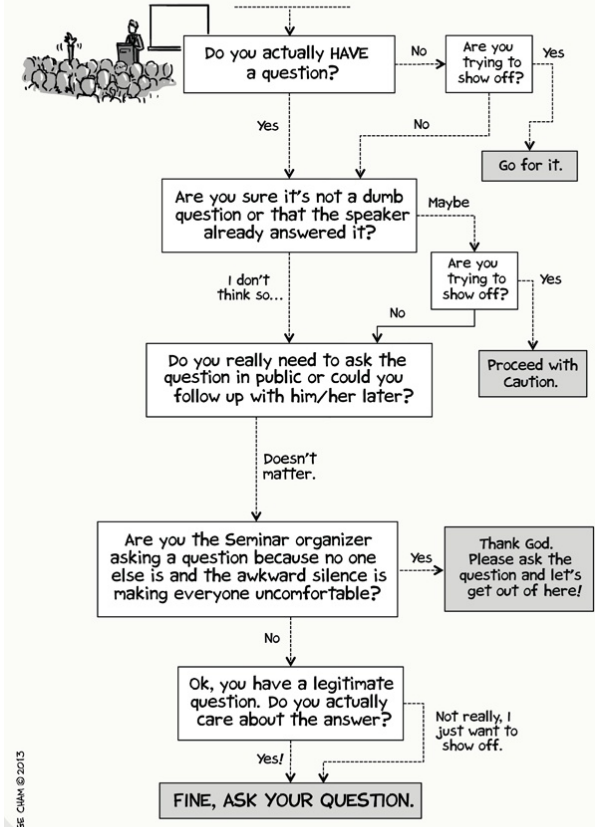 Do you actually HAVE
a question?
No
Are you
trying to
show off?
Yes
Go for it.
Yes
No
Are you sure it's not a dumb
question or that the speaker
already answered it?
Maybe
Are you
trying to
show off?
Yes
Proceed with
Caution.
I don't
think so...
No
Do you really need to ask the
question in public or could you
follow up with him/her later?
Doesn't
matter.
Are you the Seminar organizer
asking a question because no one
else is and the awkward silence is
making everyone uncomfortable?
Yes
Thank God.
Please ask the
question and let's
get out of here!
No
Ok, you have a legitimate
question. Do you actually
care about the answer?
Not really, I
just want to
show off.
Yes!
FINE, ASK YOUR QUESTION.
GE CHAM © 2013